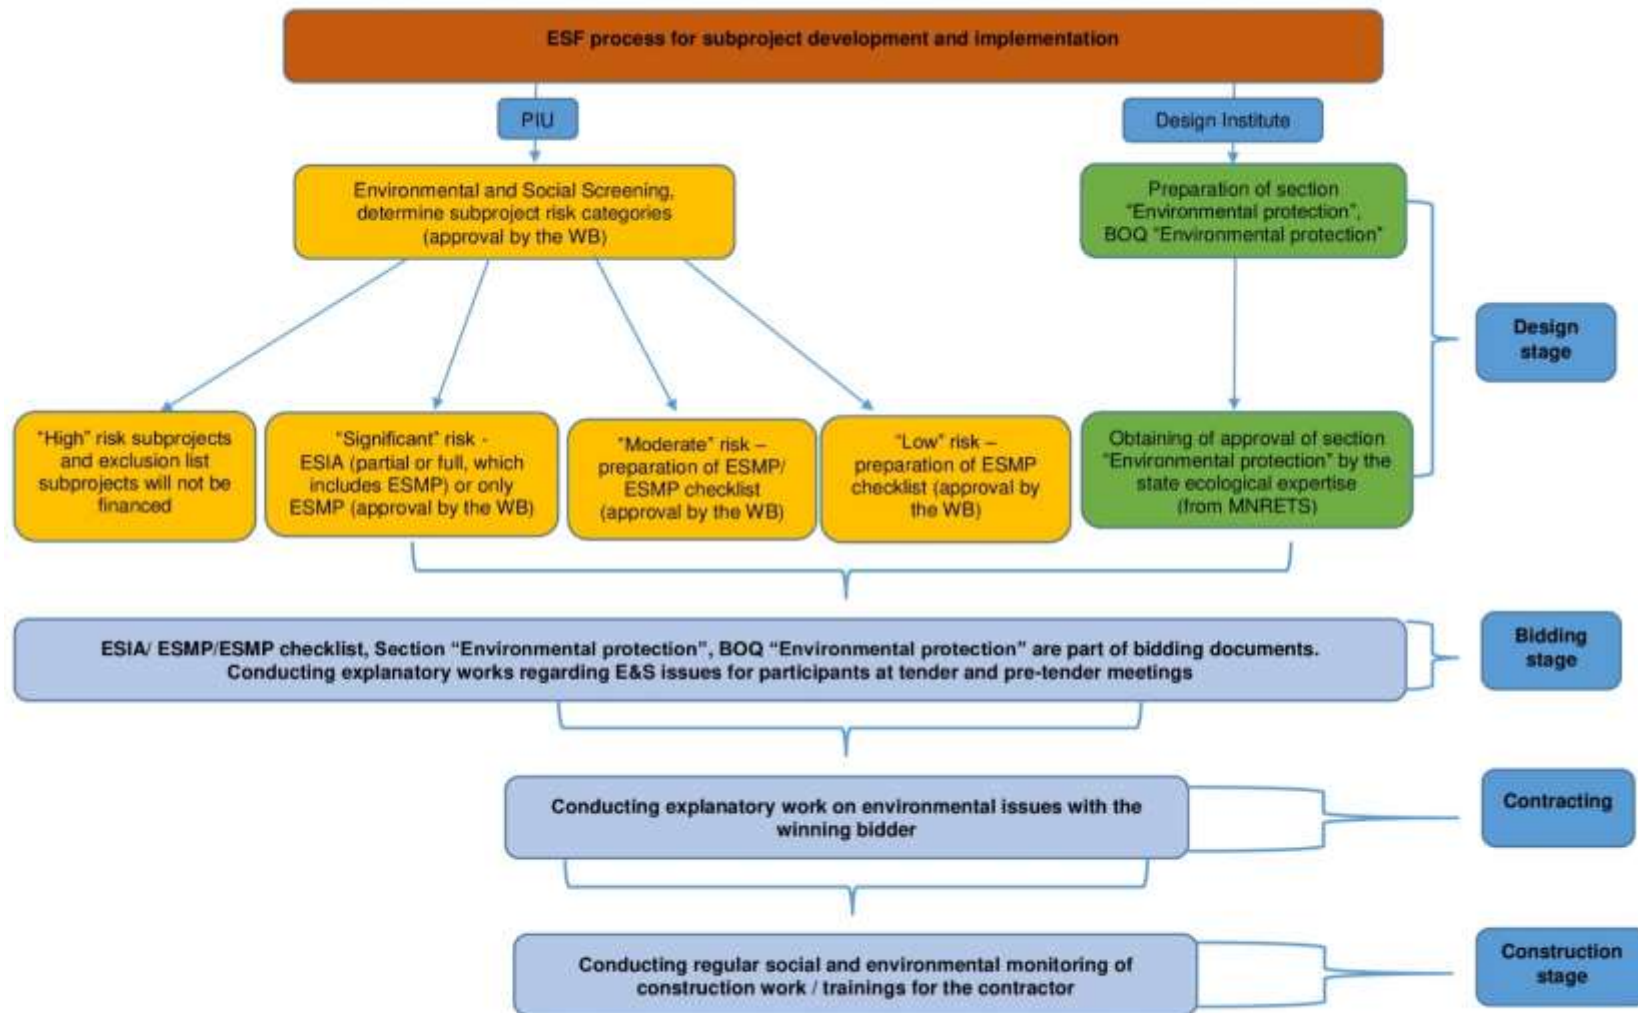 ESF process for subproject development and implementation
PIU
Design Institute
Environmental and Social Screening,
determine subproject risk categories
(approval by the WB)
Preparation of section
“Environmental protection”,
BOQ “Environmental protection”
Design
stage
“High” risk subprojects
and exclusion list
subprojects will not be
financed
“Significant” risk -
ESIA (partial or full, which
includes ESMP) or only
ESMP (approval by the WB)
“Moderate” risk –
preparation of ESMP/
ESMP checklist
(approval by the WB)
“Low” risk –
preparation of ESMP
checklist (approval by
the WB)
Obtaining of approval of section
“Environmental protection” by the
state ecological expertise
(from MNRETS)
ESIA/ ESMP/ESMP checklist, Section “Environmental protection”, BOQ “Environmental protection” are part of bidding documents.
Conducting explanatory works regarding E&S issues for participants at tender and pre-tender meetings
Bidding
stage
Conducting explanatory work on environmental issues with the
winning bidder
Contracting
Conducting regular social and environmental monitoring of
construction work / trainings for the contractor
Construction
stage